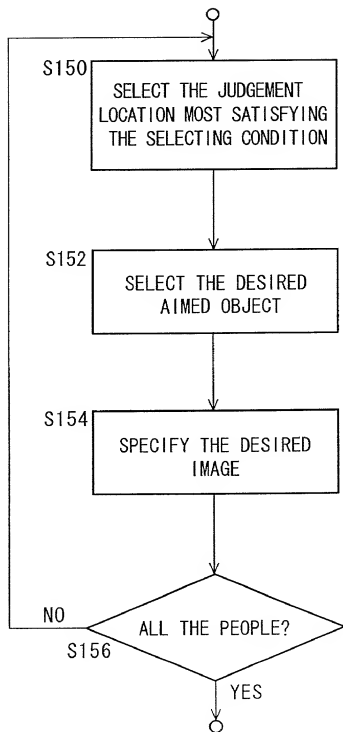 S150
SELECT THE JUDGEMENT
LOCATION MOST SATISFYING
THE SELECTING CONDITION
S152
SELECT THE DESIRED
AIMED OBJECT
S154
SPECIFY THE DESIRED
IMAGE
NO
ALL THE PEOPLE?
S156
YES